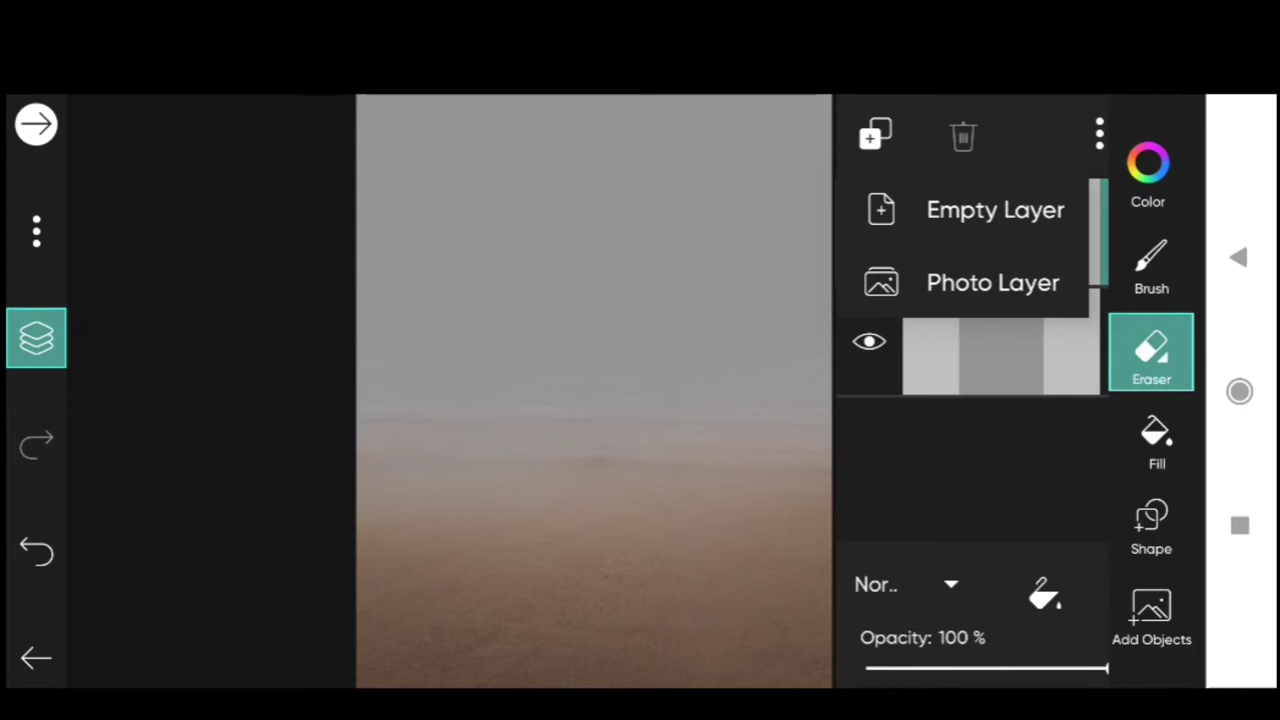 Empty Layer
Photo Layer
Nor..
Opacity: 100 %
Color
Brush
Eraser
Fill
Shape
Add Objects